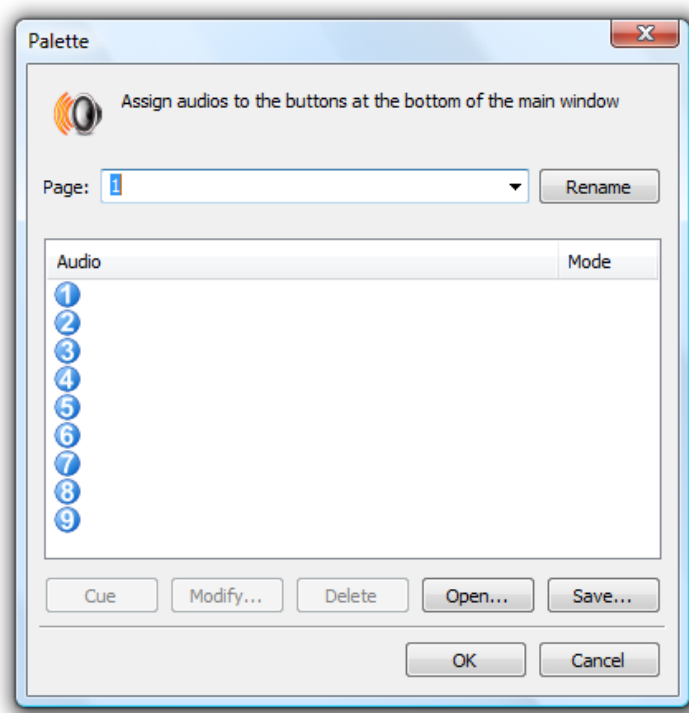 Palette
Assign audios to the buttons at the bottom of the main window
Page: 1 Rename
Audio Mode
1
2
3
4
5
6
7
8
9
Cue Modify... Delete Open... Save...
OK Cancel